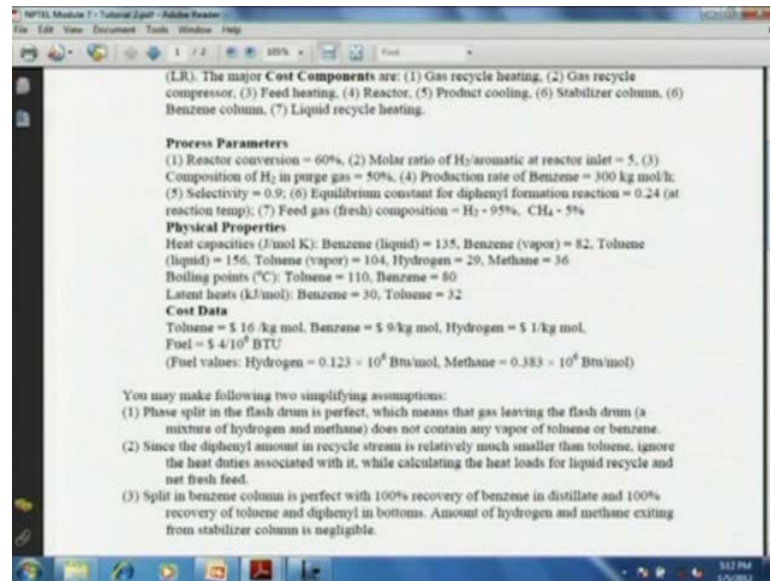 NPTEL Module 7 - Tutorial 2.pdf - Adobe Reader
File Edit View Document Tools Window Help
1 / 2 105% Find
(LR). The major Cost Components are: (1) Gas recycle heating, (2) Gas recycle
compressor, (3) Feed heating, (4) Reactor, (5) Product cooling, (6) Stabilizer column, (6)
Benzene column, (7) Liquid recycle heating.
Process Parameters
(1) Reactor conversion = 60%, (2) Molar ratio of H₂/aromatic at reactor inlet = 5, (3)
Composition of H₂ in purge gas = 50%, (4) Production rate of Benzene = 300 kg mol/h;
(5) Selectivity = 0.9; (6) Equilibrium constant for diphenyl formation reaction = 0.24 (at
reaction temp); (7) Feed gas (fresh) composition = H₂ - 95%, CH₄ - 5%
Physical Properties
Heat capacities (J/mol K): Benzene (liquid) = 135, Benzene (vapor) = 82, Toluene
(liquid) = 156, Toluene (vapor) = 104, Hydrogen = 29, Methane = 36
Boiling points (°C): Toluene = 110, Benzene = 80
Latent heats (kJ/mol): Benzene = 30, Toluene = 32
Cost Data
Toluene = $ 16 /kg mol, Benzene = $ 9/kg mol, Hydrogen = $ 1/kg mol,
Fuel = $ 4/10⁶ BTU
(Fuel values: Hydrogen = 0.123 × 10⁶ Btu/mol, Methane = 0.383 × 10⁶ Btu/mol)
You may make following two simplifying assumptions:
(1) Phase split in the flash drum is perfect, which means that gas leaving the flash drum (a
mixture of hydrogen and methane) does not contain any vapor of toluene or benzene.
(2) Since the diphenyl amount in recycle stream is relatively much smaller than toluene, ignore
the heat duties associated with it, while calculating the heat loads for liquid recycle and
net fresh feed.
(3) Split in benzene column is perfect with 100% recovery of benzene in distillate and 100%
recovery of toluene and diphenyl in bottoms. Amount of hydrogen and methane exiting
from stabilizer column is negligible.
5:12 PM
1/5/2012